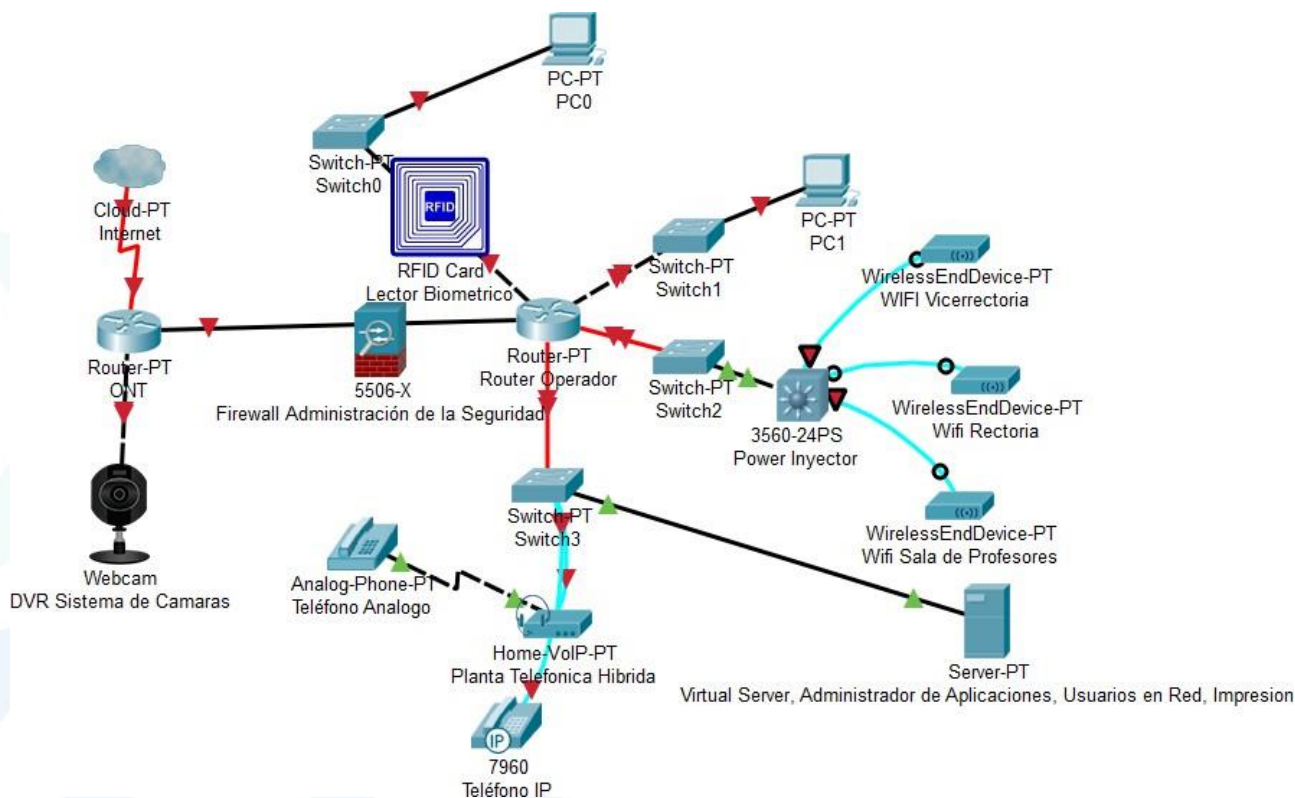 PC-PT
PC0
Switch-PT
Switch0
Cloud-PT
Internet
RFID
RFID Card
Lector Biometrico
PC-PT
PC1
Switch-PT
Switch1
WirelessEndDevice-PT
WIFI Vicerrectoria
Router-PT
ONT
5506-X
Firewall Administración de la Seguridad
Router-PT
Router Operador
Switch-PT
Switch2
3560-24PS
Power Inyector
WirelessEndDevice-PT
Wifi Rectoria
WirelessEndDevice-PT
Wifi Sala de Profesores
Switch-PT
Switch3
Webcam
DVR Sistema de Camaras
Analog-Phone-PT
Teléfono Analogo
Home-VoIP-PT
Planta Telefonica Hibrida
Server-PT
Virtual Server, Administrador de Aplicaciones, Usuarios en Red, Impresion
IP
7960
Teléfono IP